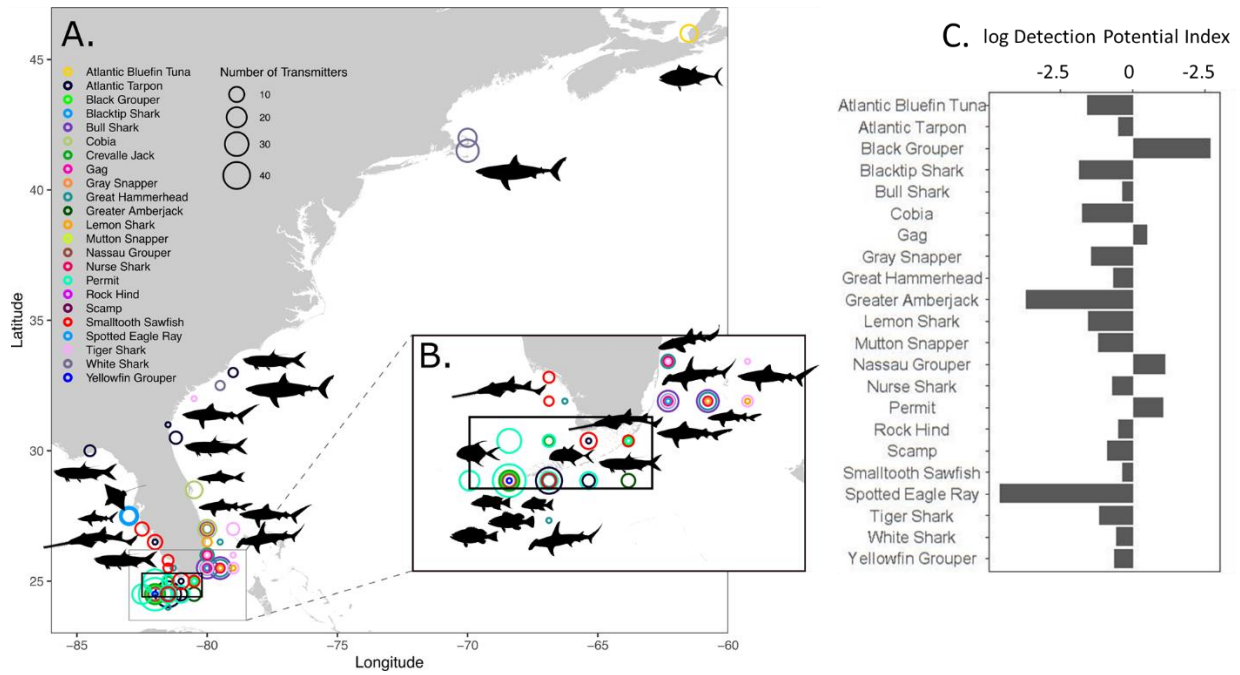 A.
Atlantic Bluefin Tuna
Atlantic Tarpon
Black Grouper
Blacktip Shark
Bull Shark
Cobia
Crevalle Jack
Gag
Gray Snapper
Great Hammerhead
Greater Amberjack
Lemon Shark
Mutton Snapper
Nassau Grouper
Nurse Shark
Permit
Rock Hind
Scamp
Smalltooth Sawfish
Spotted Eagle Ray
Tiger Shark
White Shark
Yellowfin Grouper
Number of Transmitters
10
20
30
40
45
40
35
30
25
Latitude
−85
−80
−75
−70
−65
−60
Longitude
B.
C. log Detection Potential Index
-2.5 0 -2.5
Atlantic Bluefin Tuna
Atlantic Tarpon
Black Grouper
Blacktip Shark
Bull Shark
Cobia
Gag
Gray Snapper
Great Hammerhead
Greater Amberjack
Lemon Shark
Mutton Snapper
Nassau Grouper
Nurse Shark
Permit
Rock Hind
Scamp
Smalltooth Sawfish
Spotted Eagle Ray
Tiger Shark
White Shark
Yellowfin Grouper